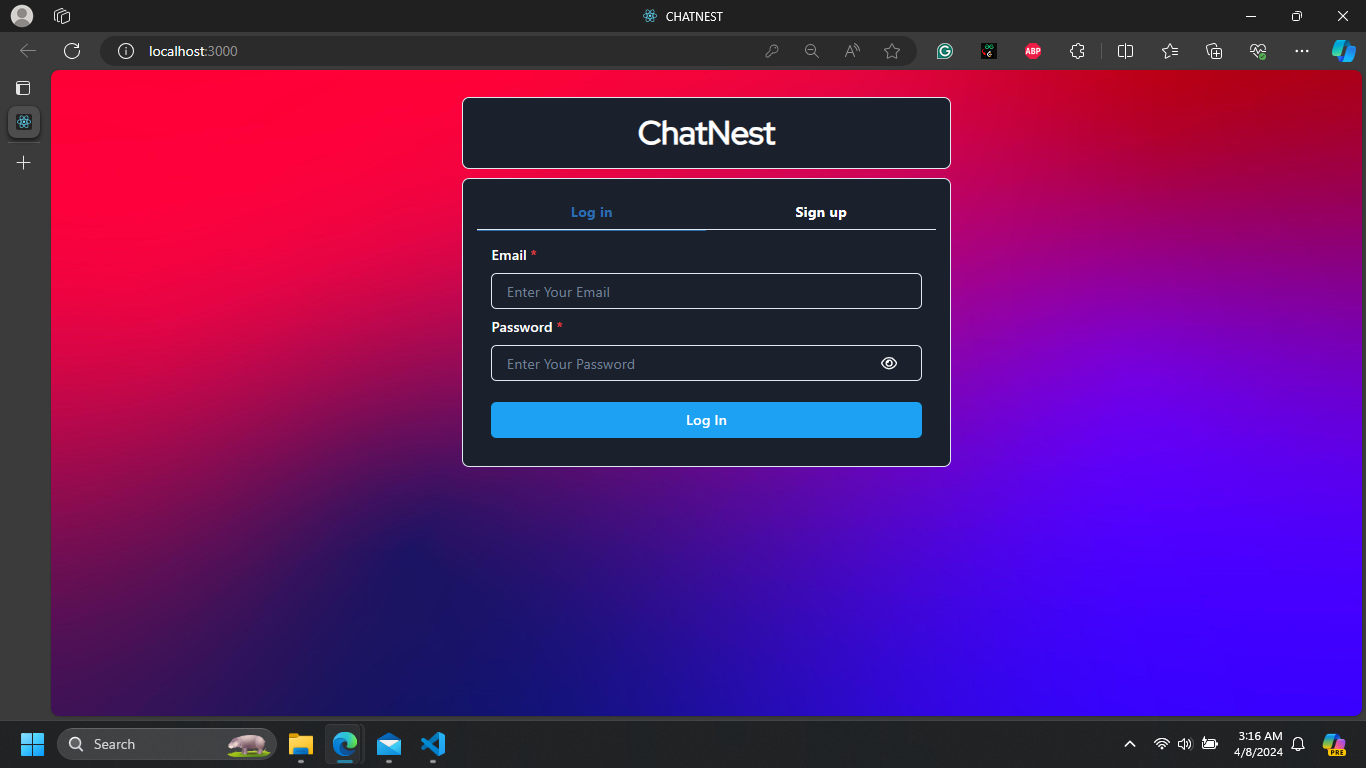 CHATNEST
localhost:3000
ABP
ChatNest
Log in
Sign up
Email *
Enter Your Email
Password *
Enter Your Password
Log In
Search
3:16 AM
4/8/2024
PRE